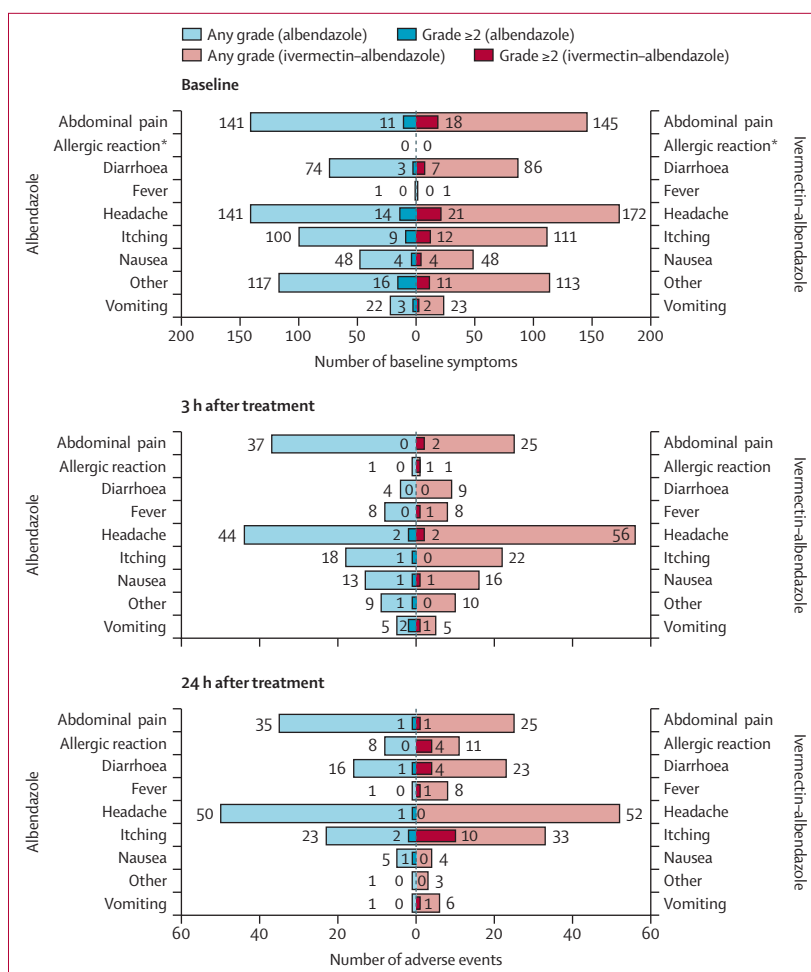 Any grade (albendazole) Grade ≥2 (albendazole)
Any grade (ivermectin–albendazole) Grade ≥2 (ivermectin–albendazole)
Baseline
Albendazole
Ivermectin–albendazole
Abdominal pain 141 11 18 145 Abdominal pain
Allergic reaction* 0 0 Allergic reaction*
Diarrhoea 74 3 7 86 Diarrhoea
Fever 1 0 0 1 Fever
Headache 141 14 21 172 Headache
Itching 100 9 12 111 Itching
Nausea 48 4 4 48 Nausea
Other 117 16 11 113 Other
Vomiting 22 3 2 23 Vomiting
200 150 100 50 0 50 100 150 200
Number of baseline symptoms
3 h after treatment
Albendazole
Ivermectin–albendazole
Abdominal pain 37 0 2 25 Abdominal pain
Allergic reaction 1 0 1 1 Allergic reaction
Diarrhoea 4 0 0 9 Diarrhoea
Fever 8 0 1 8 Fever
Headache 44 2 2 56 Headache
Itching 18 1 0 22 Itching
Nausea 13 1 1 16 Nausea
Other 9 1 0 10 Other
Vomiting 5 2 1 5 Vomiting
24 h after treatment
Albendazole
Ivermectin–albendazole
Abdominal pain 35 1 1 25 Abdominal pain
Allergic reaction 8 0 4 11 Allergic reaction
Diarrhoea 16 1 4 23 Diarrhoea
Fever 1 0 1 8 Fever
Headache 50 1 0 52 Headache
Itching 23 2 10 33 Itching
Nausea 5 1 0 4 Nausea
Other 1 0 0 3 Other
Vomiting 1 0 1 6 Vomiting
60 40 20 0 20 40 60
Number of adverse events